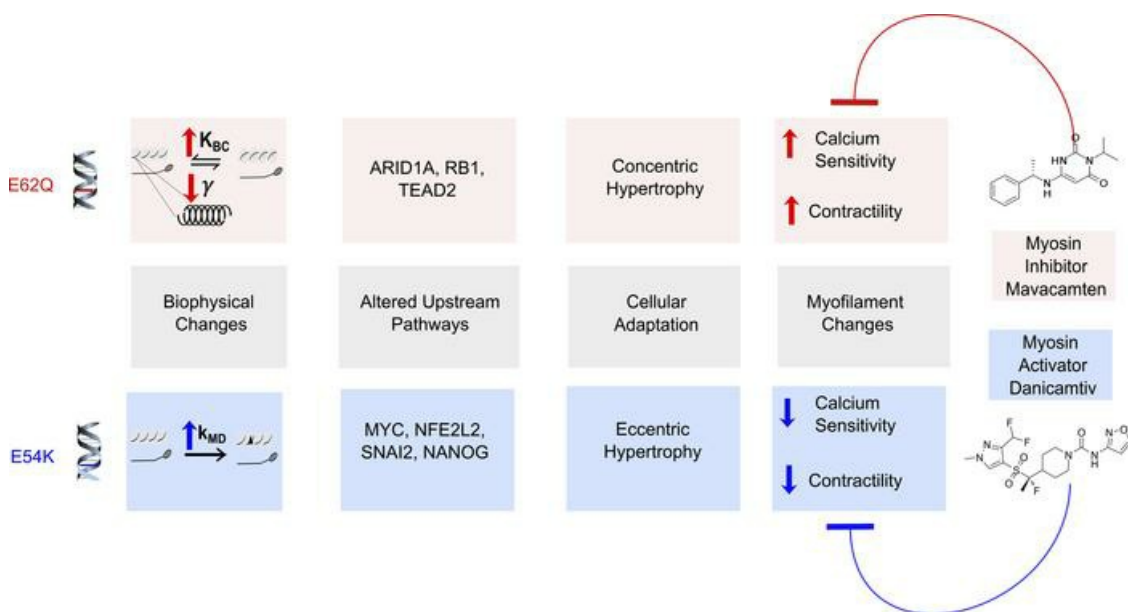 E62Q
K_BC
γ
ARID1A, RB1,
TEAD2
Concentric
Hypertrophy
Calcium
Sensitivity
Contractility
O
HN
N
N
H
O
Myosin
Inhibitor
Mavacamten
Biophysical
Changes
Altered Upstream
Pathways
Cellular
Adaptation
Myofilament
Changes
Myosin
Activator
Danicamtiv
E54K
k_MD
MYC, NFE2L2,
SNAI2, NANOG
Eccentric
Hypertrophy
Calcium
Sensitivity
Contractility
F
F
N
N
S
O
O
F
N
O
N
H
N
O